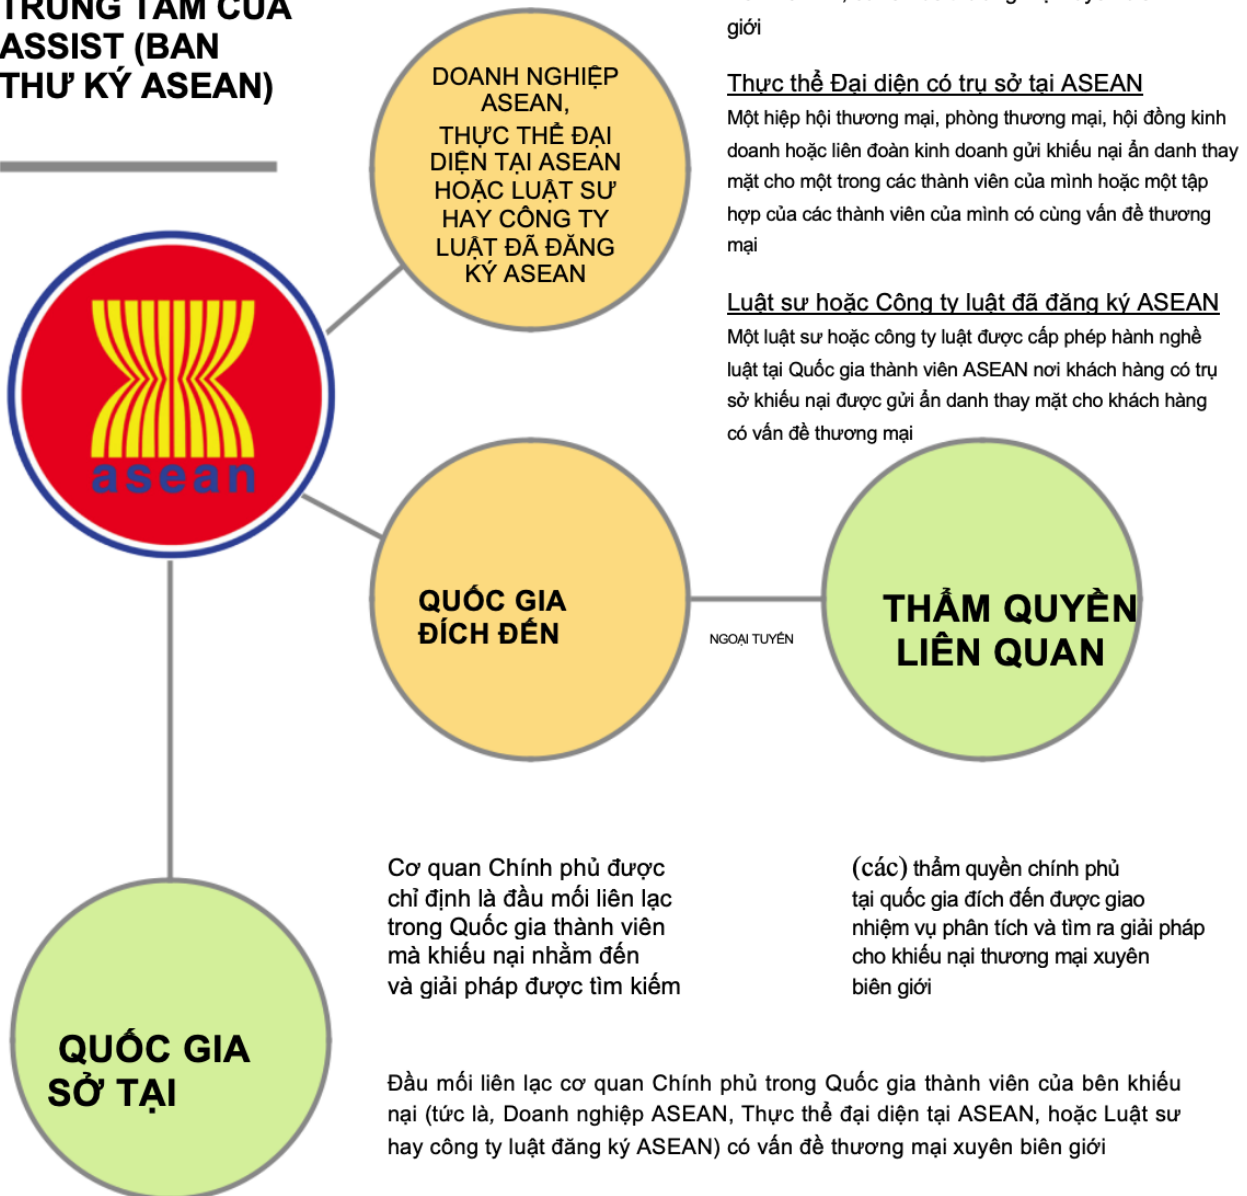 TRUNG TÂM CỦA
ASSIST (BAN
THƯ KÝ ASEAN)
DOANH NGHIỆP
ASEAN,
THỰC THỂ ĐẠI
DIỆN TẠI ASEAN
HOẶC LUẬT SƯ
HAY CÔNG TY
LUẬT ĐÃ ĐĂNG
KÝ ASEAN
giới
Thực thể Đại diện có trụ sở tại ASEAN
Một hiệp hội thương mại, phòng thương mại, hội đồng kinh
doanh hoặc liên đoàn kinh doanh gửi khiếu nại ẩn danh thay
mặt cho một trong các thành viên của mình hoặc một tập
hợp của các thành viên của mình có cùng vấn đề thương
mại
Luật sư hoặc Công ty luật đã đăng ký ASEAN
Một luật sư hoặc công ty luật được cấp phép hành nghề
luật tại Quốc gia thành viên ASEAN nơi khách hàng có trụ
sở khiếu nại được gửi ẩn danh thay mặt cho khách hàng
có vấn đề thương mại
asean
QUỐC GIA
ĐÍCH ĐẾN
NGOẠI TUYẾN
THẨM QUYỀN
LIÊN QUAN
Cơ quan Chính phủ được
chỉ định là đầu mối liên lạc
trong Quốc gia thành viên
mà khiếu nại nhằm đến
và giải pháp được tìm kiếm
(các) thẩm quyền chính phủ
tại quốc gia đích đến được giao
nhiệm vụ phân tích và tìm ra giải pháp
cho khiếu nại thương mại xuyên
biên giới
QUỐC GIA
SỞ TẠI
Đầu mối liên lạc cơ quan Chính phủ trong Quốc gia thành viên của bên khiếu
nại (tức là, Doanh nghiệp ASEAN, Thực thể đại diện tại ASEAN, hoặc Luật sư
hay công ty luật đăng ký ASEAN) có vấn đề thương mại xuyên biên giới